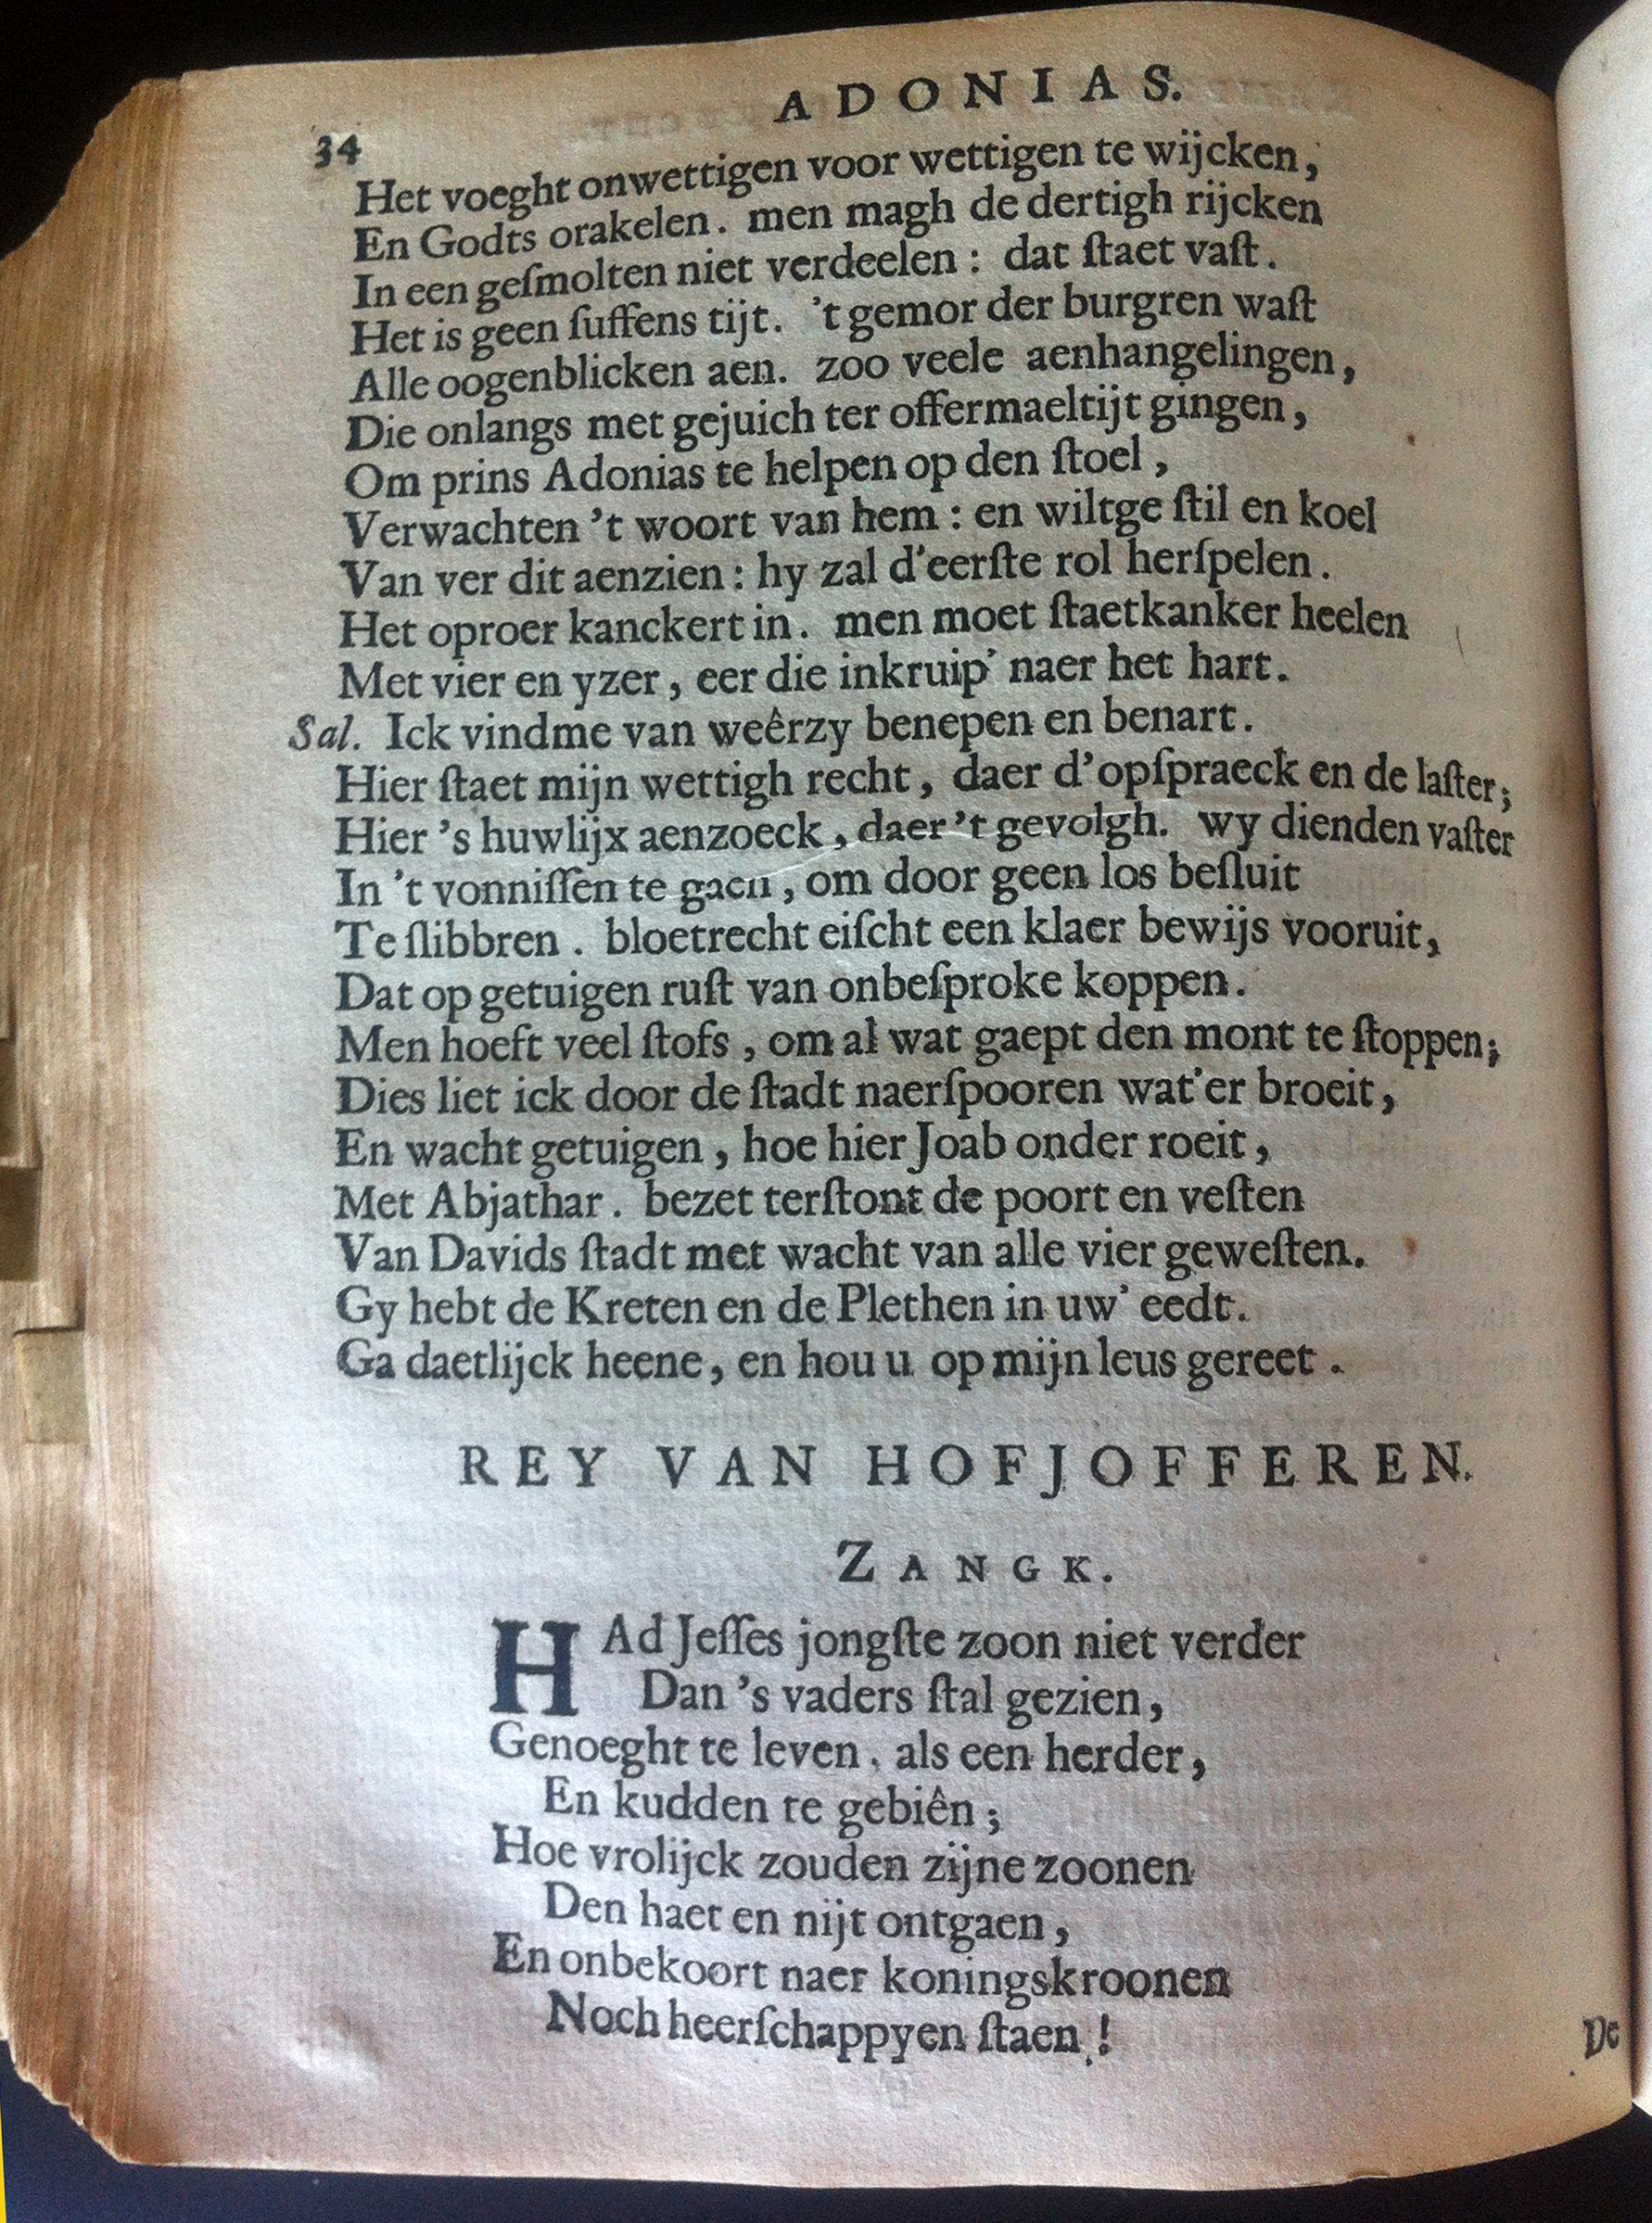 ADONIAS.
34
Het voeght onwettigen voor wettigen te wijcken,
En Godts orakelen. men magh de dertigh rijcken
In een geſmolten niet verdeelen: dat ſtaet vaſt.
Het is geen ſuffens tijt. 't gemor der burgren waſt
Alle oogenblicken aen. zoo veele aenhangelingen,
Die onlangs met gejuich ter offermaeltijt gingen,
Om prins Adonias te helpen op den ſtoel,
Verwachten 't woort van hem: en wiltge ſtil en koel
Van ver dit aenzien: hy zal d'eerſte rol herſpelen.
Het oproer kanckert in. men moet ſtaetkanker heelen
Met vier en yzer, eer die inkruip' naer het hart.
Sal. Ick vindme van weêrzy benepen en benart.
Hier ſtaet mijn wettigh recht, daer d'opſpraeck en de laſter;
Hier 's huwlijx aenzoeck, daer 't gevolgh. wy dienden vaſter
In 't vonniſſen te gaen, om door geen los beſluit
Te ſlibbren. bloetrecht eiſcht een klaer bewijs vooruit,
Dat op getuigen ruſt van onbeſproke koppen.
Men hoeft veel ſtofs, om al wat gaept den mont te ſtoppen;
Dies liet ick door de ſtadt naerſpooren wat'er broeit,
En wacht getuigen, hoe hier Joab onder roeit,
Met Abjathar. bezet terſtont de poort en veſten
Van Davids ſtadt met wacht van alle vier geweſten.
Gy hebt de Kreten en de Plethen in uw' eedt.
Ga daetlijck heene, en hou u op mijn leus gereet.
REY VAN HOFJOFFEREN.
ZANGK.
HAd Jeſſes jongſte zoon niet verder
Dan 's vaders ſtal gezien,
Genoeght te leven, als een herder,
En kudden te gebiên;
Hoe vrolijck zouden zijne zoonen
Den haet en nijt ontgaen,
En onbekoort naer koningskroonen
Noch heerſchappyen ſtaen!
De